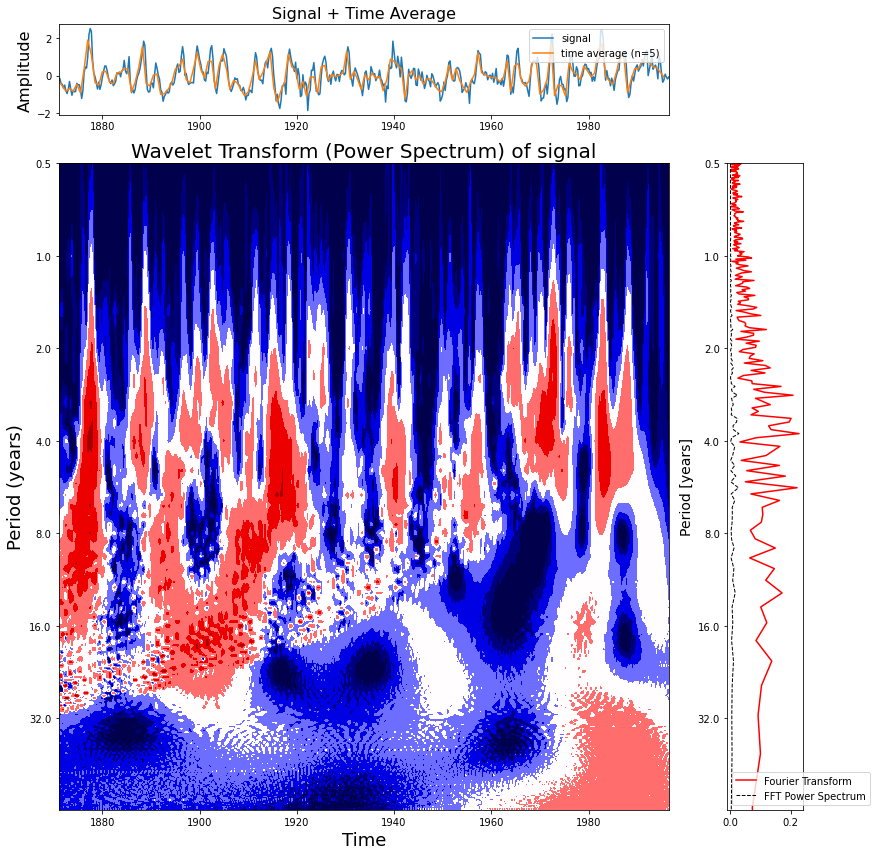 Signal + Time Average
Amplitude
2
0
−2
signal
time average (n=5)
1880 1900 1920 1940 1960 1980
Wavelet Transform (Power Spectrum) of signal
Period (years)
0.5
1.0
2.0
4.0
8.0
16.0
32.0
1880 1900 1920 1940 1960 1980
Time
Period [years]
0.5
1.0
2.0
4.0
8.0
16.0
32.0
Fourier Transform
FFT Power Spectrum
0.0 0.2